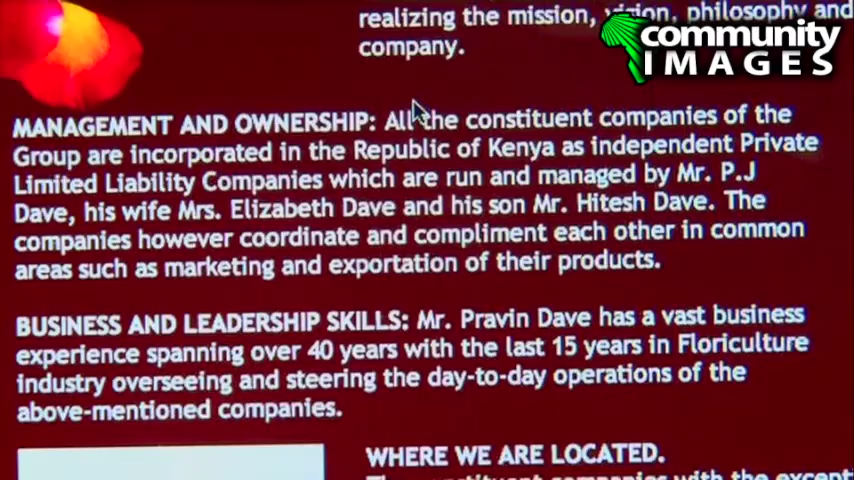 realizing the mission, vision, philosophy and
company.
community
IMAGES
MANAGEMENT AND OWNERSHIP: All the constituent companies of the
Group are incorporated in the Republic of Kenya as independent Private
Limited Liability Companies which are run and managed by Mr. P.J
Dave, his wife Mrs. Elizabeth Dave and his son Mr. Hitesh Dave. The
companies however coordinate and compliment each other in common
areas such as marketing and exportation of their products.
BUSINESS AND LEADERSHIP SKILLS: Mr. Pravin Dave has a vast business
experience spanning over 40 years with the last 15 years in Floriculture
industry overseeing and steering the day-to-day operations of the
above-mentioned companies.
WHERE WE ARE LOCATED.